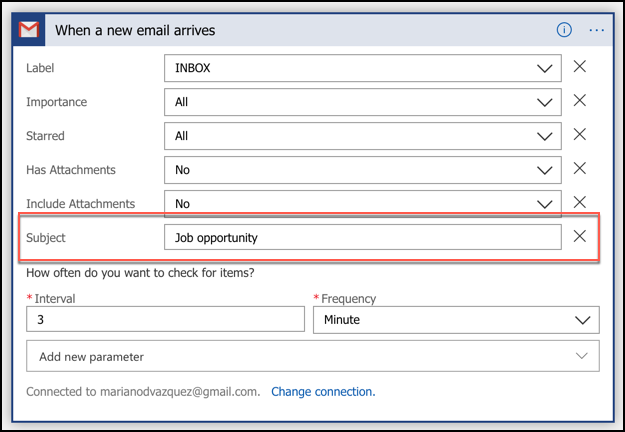 When a new email arrives
Label INBOX
Importance All
Starred All
Has Attachments No
Include Attachments No
Subject Job opportunity
How often do you want to check for items?
* Interval * Frequency
3 Minute
Add new parameter
Connected to marianodvazquez@gmail.com. Change connection.